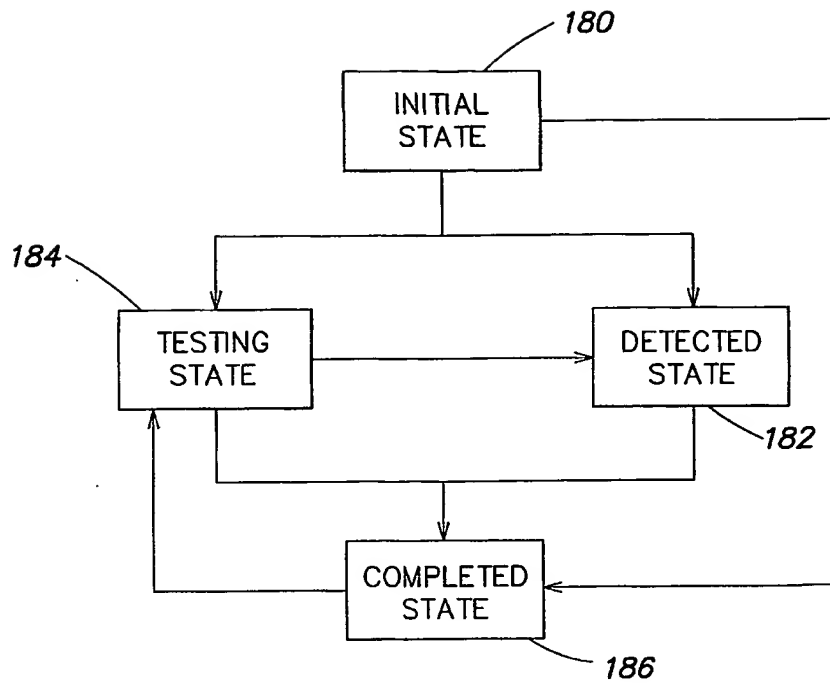 180
INITIAL
STATE
184
TESTING
STATE
DETECTED
STATE
182
COMPLETED
STATE
186